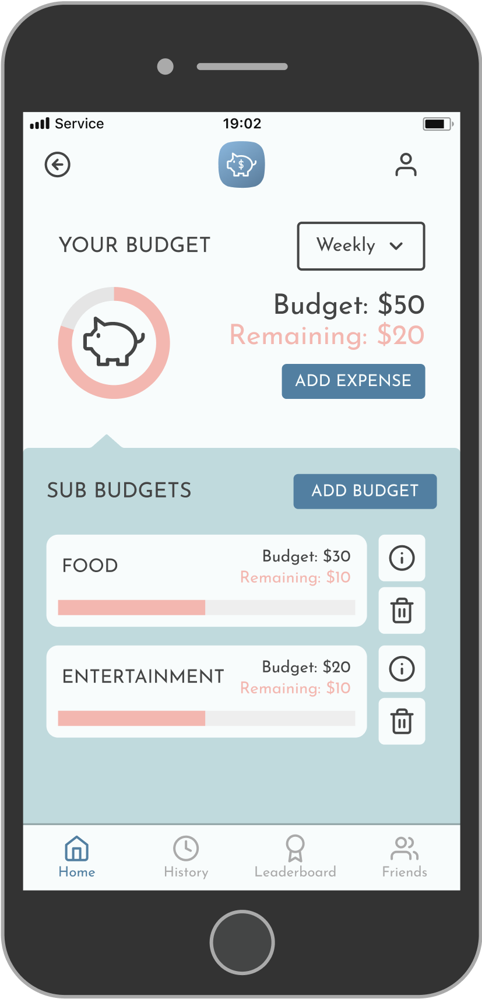 Service
19:02
$
YOUR BUDGET
Weekly
Budget: $50
Remaining: $20
ADD EXPENSE
SUB BUDGETS
ADD BUDGET
FOOD
Budget: $30
Remaining: $10
ENTERTAINMENT
Budget: $20
Remaining: $10
Home
History
Leaderboard
Friends